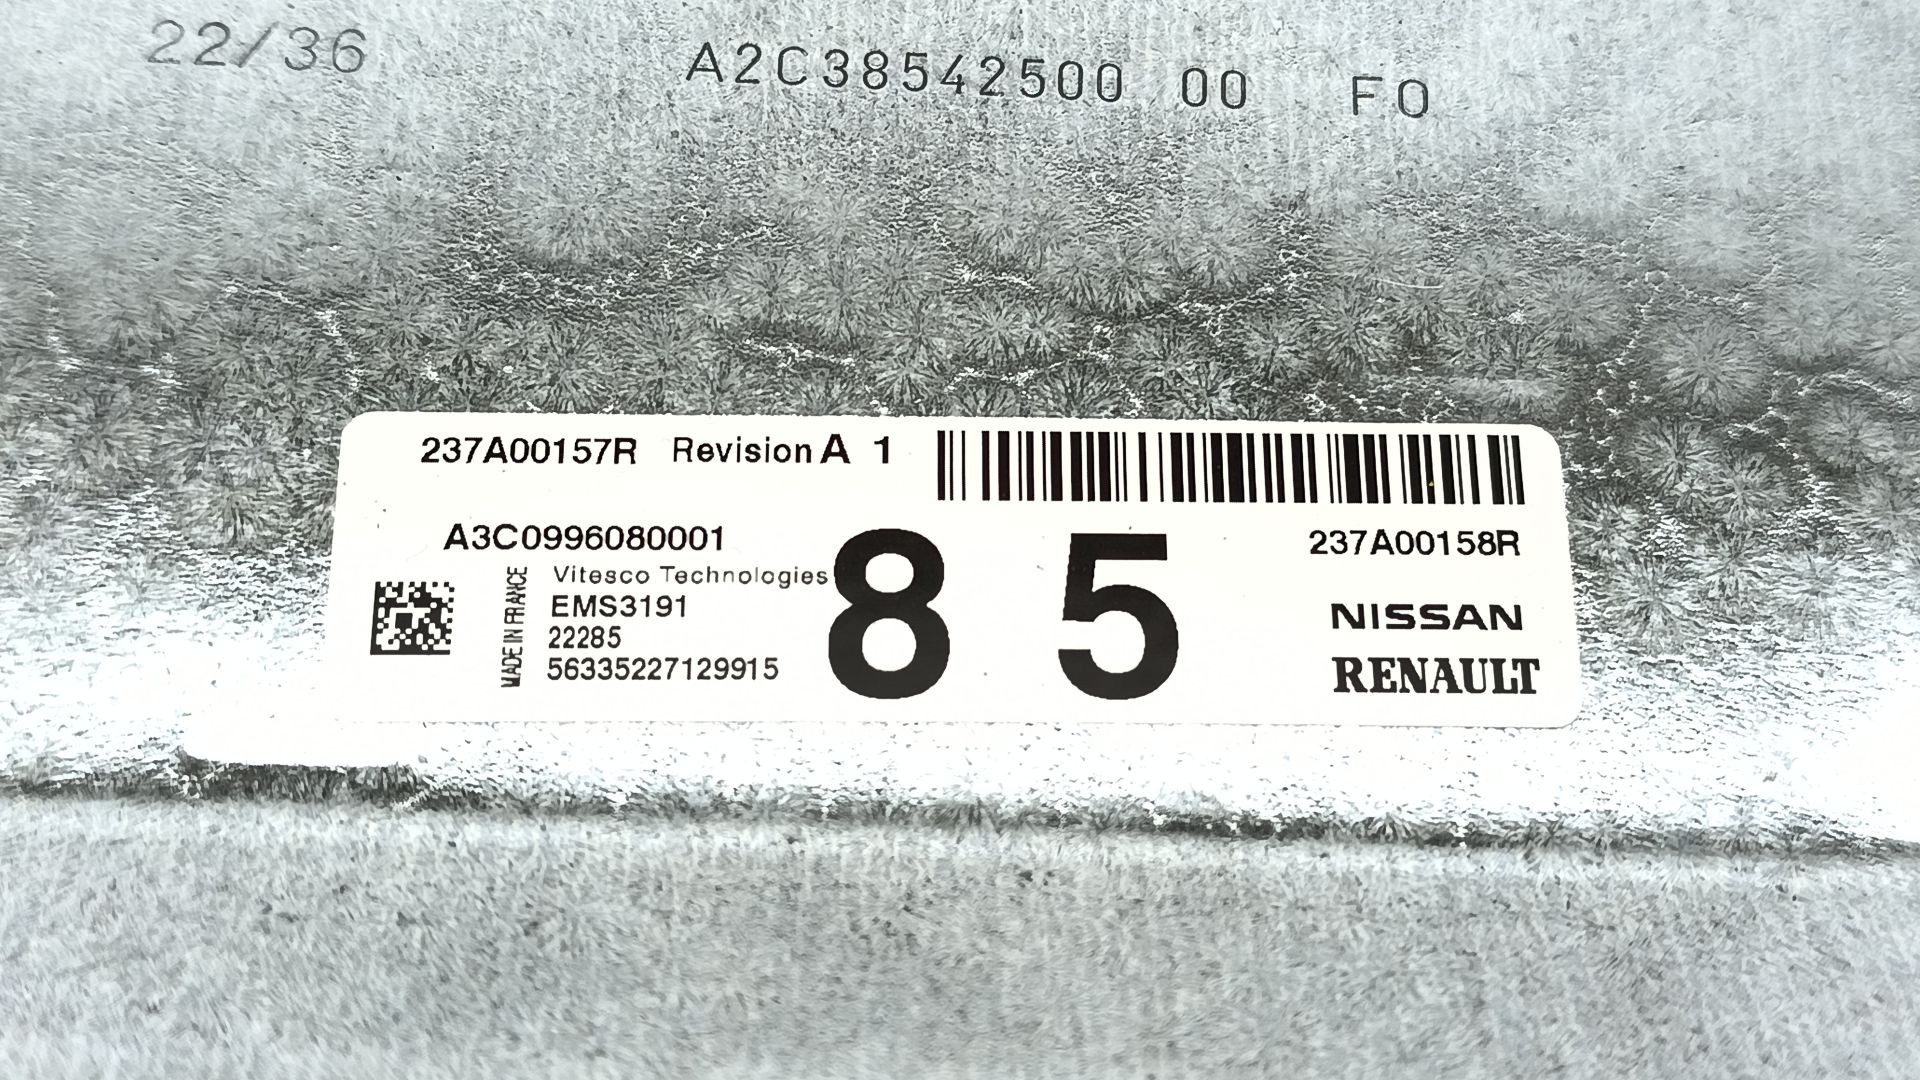 22/36 A2C38542500 00 F0
237A00157R Revision A 1
A3C0996080001
237A00158R
MADE IN FRANCE
Vitesco Technologies
EMS3191
22285
56335227129915
8 5
NISSAN
RENAULT